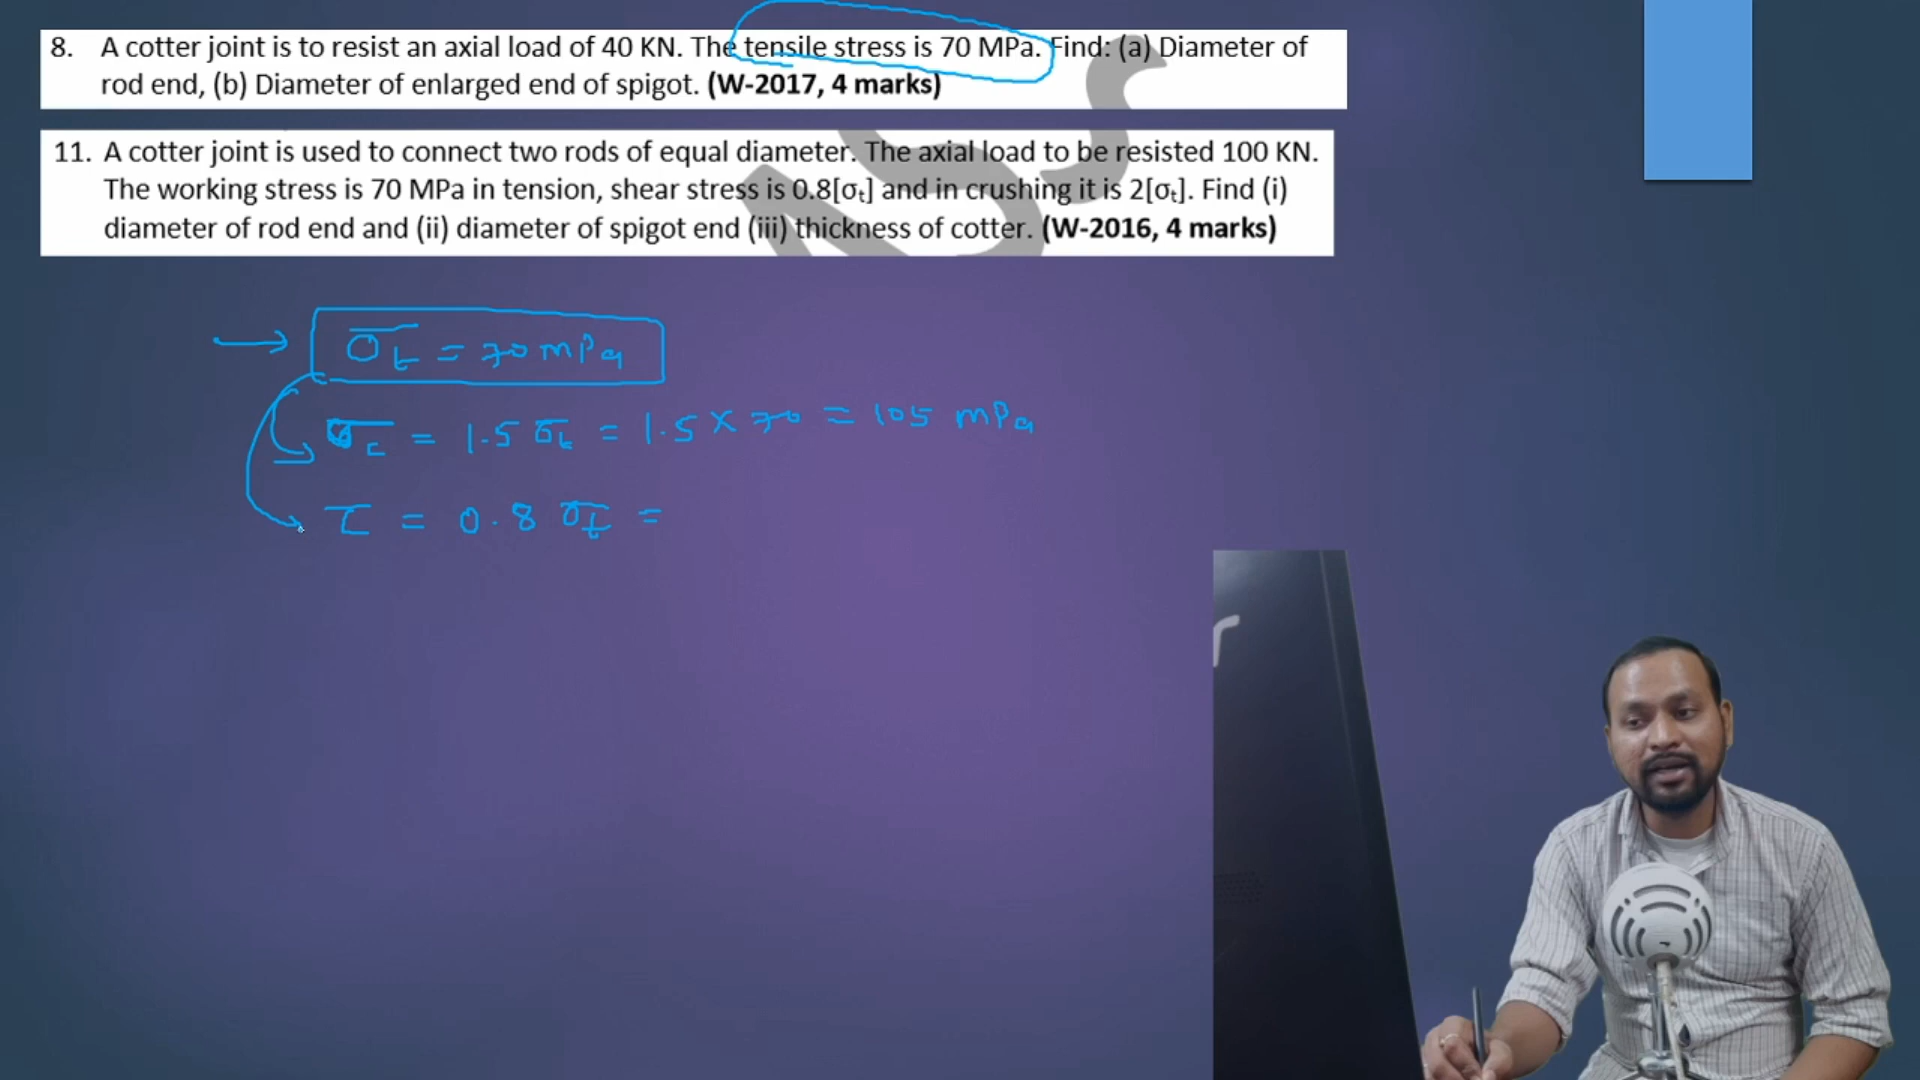 8. A cotter joint is to resist an axial load of 40 KN. The tensile stress is 70 MPa. Find: (a) Diameter of
rod end, (b) Diameter of enlarged end of spigot. (W-2017, 4 marks)
11. A cotter joint is used to connect two rods of equal diameter. The axial load to be resisted 100 KN.
The working stress is 70 MPa in tension, shear stress is 0.8[σₜ] and in crushing it is 2[σₜ]. Find (i)
diameter of rod end and (ii) diameter of spigot end (iii) thickness of cotter. (W-2016, 4 marks)
→ σt = 70 mPa
σc = 1.5 σt = 1.5 × 70 = 105 mPa
τ = 0.8 σt =